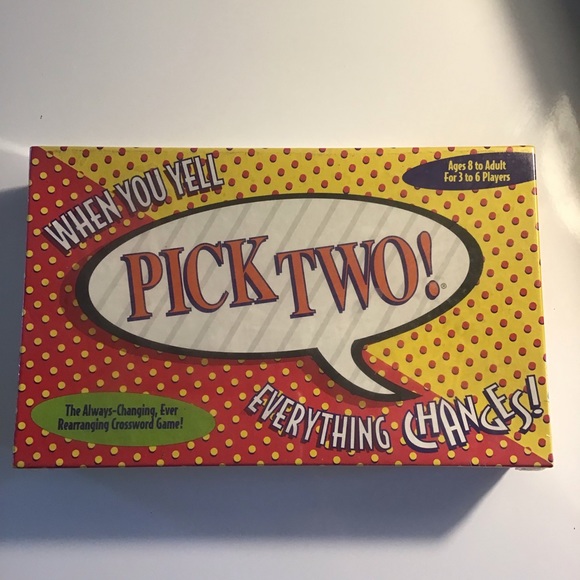 WHEN YOU YELL
Ages 8 to Adult
For 3 to 6 Players
PICK TWO!®
The Always-Changing, Ever
Rearranging Crossword Game!
EVERYTHING CHANGES!